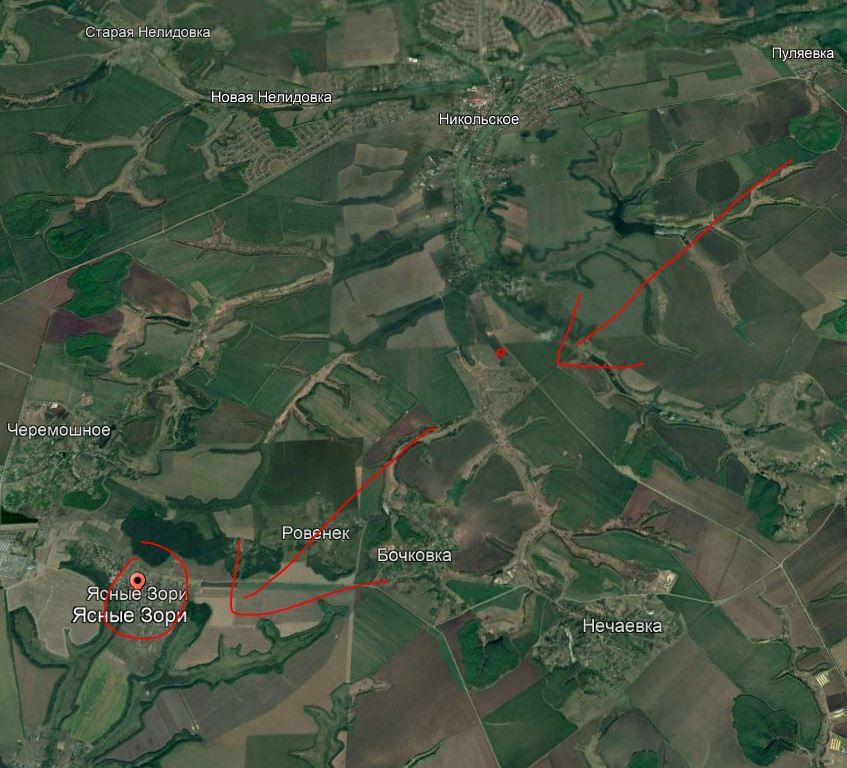 Старая Нелидовка
Пуляевка
Новая Нелидовка
Никольское
Черемошное
Ровенек
Бочковка
Ясные Зори
Ясные Зори
Нечаевка